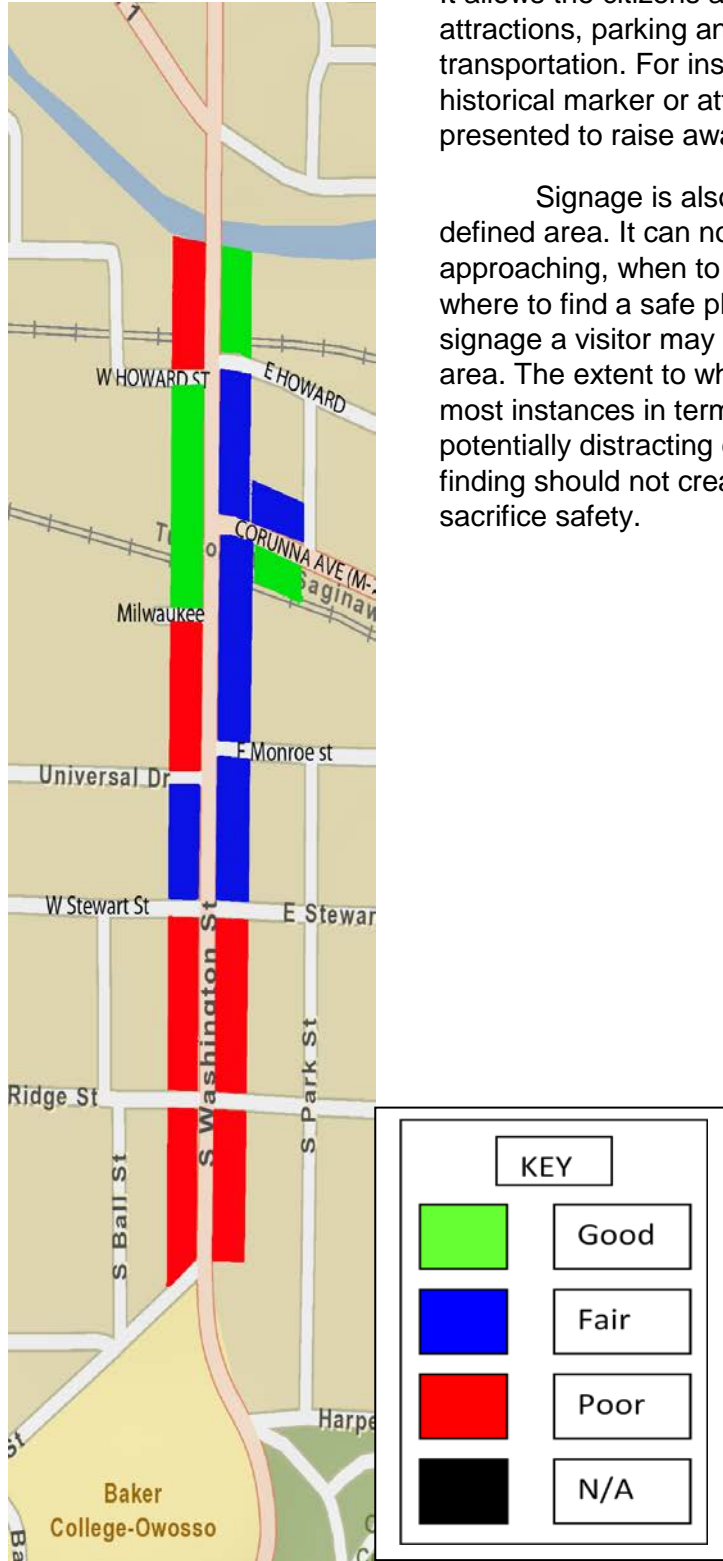 It allows the citizens a
attractions, parking an
transportation. For ins
historical marker or att
presented to raise awa
Signage is also
defined area. It can no
approaching, when to
where to find a safe pl
signage a visitor may
area. The extent to wh
most instances in term
potentially distracting
finding should not crea
sacrifice safety.
1
W HOWARD ST
E HOWARD
CORUNNA AVE (M-
Saginaw
Milwaukee
E Monroe st
Universal Dr
W Stewart St
E Stewar
S Washington St
S Park St
Ridge St
S Ball St
Harpe
St
Baker
College-Owosso
Ba
KEY
Good
Fair
Poor
N/A